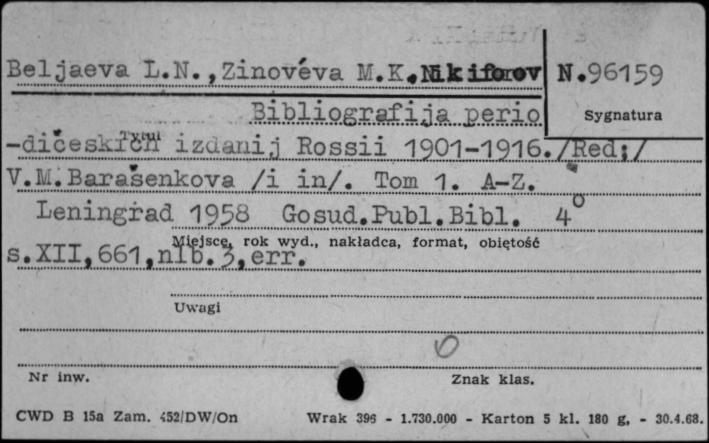 Beljaeva L.N.,Zinovéva M.K.,Nikiforov
N.96159
Bibliografija perio
Sygnatura
-dičeskich izdanij Rossii 1901-1916./Red;/
Tytuł
V.M.Barašenkova /i in/. Tom 1. A-Z.
Leningrad 1958 Gosud.Publ.Bibl. 4°
Miejsce, rok wyd., nakładca, format, objętość
s.XII,661,nlb.3,err.
Uwagi
Nr inw.
Znak klas.
CWD B 15a Zam. 452/DW/On Wrak 396 - 1.730.000 - Karton 5 kl. 180 g. - 30.4.68.